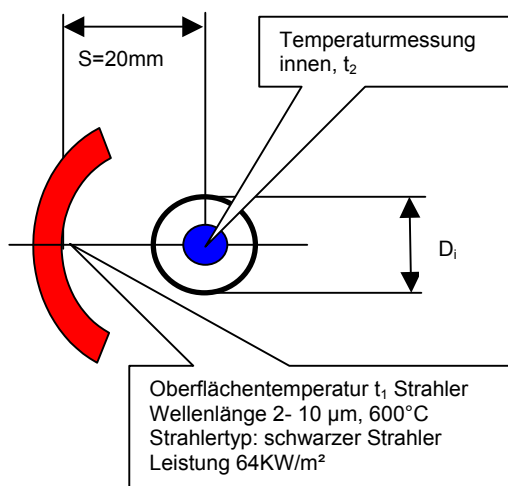 S=20mm
Temperaturmessung
innen, t₂
Dᵢ
Oberflächentemperatur t₁ Strahler
Wellenlänge 2- 10 µm, 600°C
Strahlertyp: schwarzer Strahler
Leistung 64KW/m²